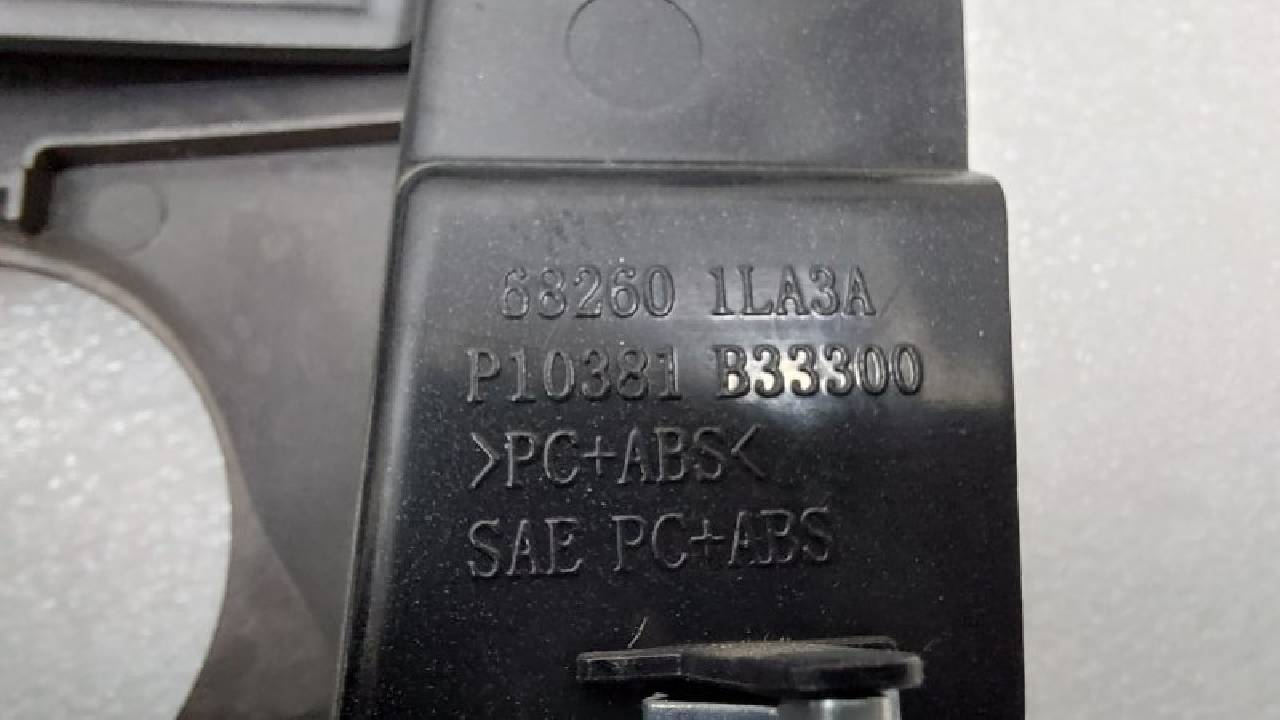 68260 1LA3A
P10381 B33300
>PC+ABS<
SAE PC+ABS